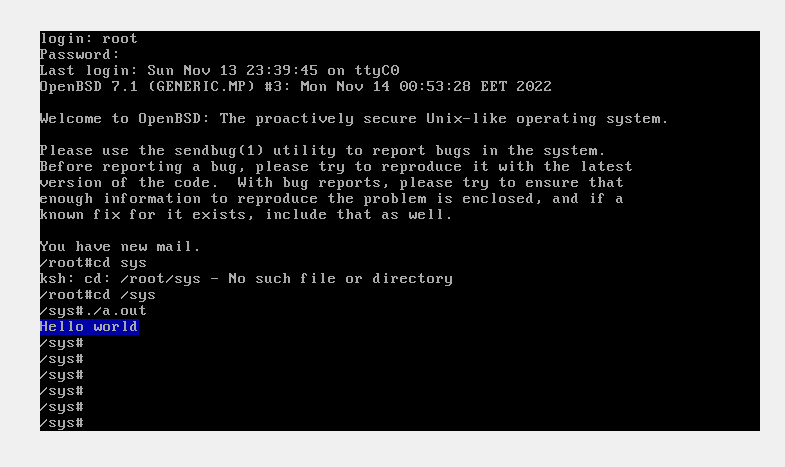 login: root
Password:
Last login: Sun Nov 13 23:39:45 on ttyC0
OpenBSD 7.1 (GENERIC.MP) #3: Mon Nov 14 00:53:28 EET 2022
Welcome to OpenBSD: The proactively secure Unix-like operating system.
Please use the sendbug(1) utility to report bugs in the system.
Before reporting a bug, please try to reproduce it with the latest
version of the code.  With bug reports, please try to ensure that
enough information to reproduce the problem is enclosed, and if a
known fix for it exists, include that as well.
You have new mail.
/root#cd sys
ksh: cd: /root/sys - No such file or directory
/root#cd /sys
/sys#./a.out
Hello world
/sys#
/sys#
/sys#
/sys#
/sys#
/sys#